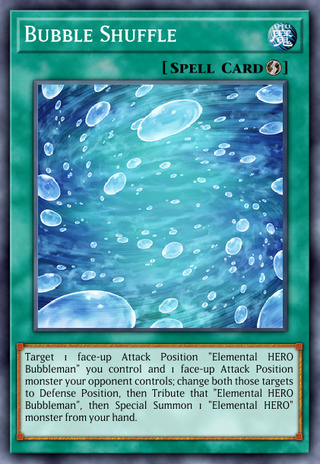 Bubble Shuffle
魔
[Spell Card]
Target 1 face-up Attack Position "Elemental HERO
Bubbleman" you control and 1 face-up Attack Position
monster your opponent controls; change both those targets
to Defense Position, then Tribute that "Elemental HERO
Bubbleman", then Special Summon 1 "Elemental HERO"
monster from your hand.